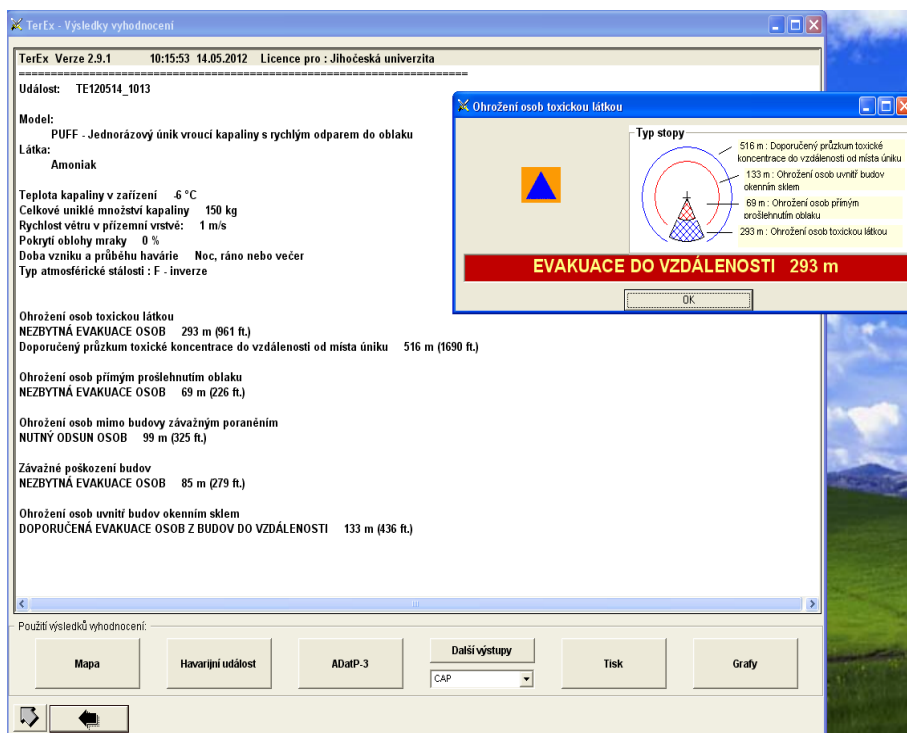 TerEx - Výsledky vyhodnocení
TerEx Verze 2.9.1 10:15:53 14.05.2012 Licence pro : Jihočeská univerzita
======================================================================
Událost: TE120514_1013
Model:
PUFF - Jednorázový únik vroucí kapaliny s rychlým odparem do oblaku
Látka:
Amoniak
Teplota kapaliny v zařízení -6 °C
Celkové uniklé množství kapaliny 150 kg
Rychlost větru v přízemní vrstvě: 1 m/s
Pokrytí oblohy mraky 0 %
Doba vzniku a průběhu havárie Noc, ráno nebo večer
Typ atmosférické stálosti : F - inverze
Ohrožení osob toxickou látkou
NEZBYTNÁ EVAKUACE OSOB 293 m (961 ft.)
Doporučený průzkum toxické koncentrace do vzdálenosti od místa úniku 516 m (1690 ft.)
Ohrožení osob přímým prošlehnutím oblaku
NEZBYTNÁ EVAKUACE OSOB 69 m (226 ft.)
Ohrožení osob mimo budovy závažným poraněním
NUTNÝ ODSUN OSOB 99 m (325 ft.)
Závažné poškození budov
NEZBYTNÁ EVAKUACE OSOB 85 m (279 ft.)
Ohrožení osob uvnitř budov okenním sklem
DOPORUČENÁ EVAKUACE OSOB Z BUDOV DO VZDÁLENOSTI 133 m (436 ft.)
Ohrožení osob toxickou látkou
Typ stopy
516 m : Doporučený průzkum toxické
koncentrace do vzdálenosti od místa úniku
133 m : Ohrožení osob uvnitř budov
okenním sklem
69 m : Ohrožení osob přímým
prošlehnutím oblaku
293 m : Ohrožení osob toxickou látkou
EVAKUACE DO VZDÁLENOSTI 293 m
OK
Použití výsledků vyhodnocení:
Mapa
Havarijní událost
ADatP-3
Další výstupy
CAP
Tisk
Grafy